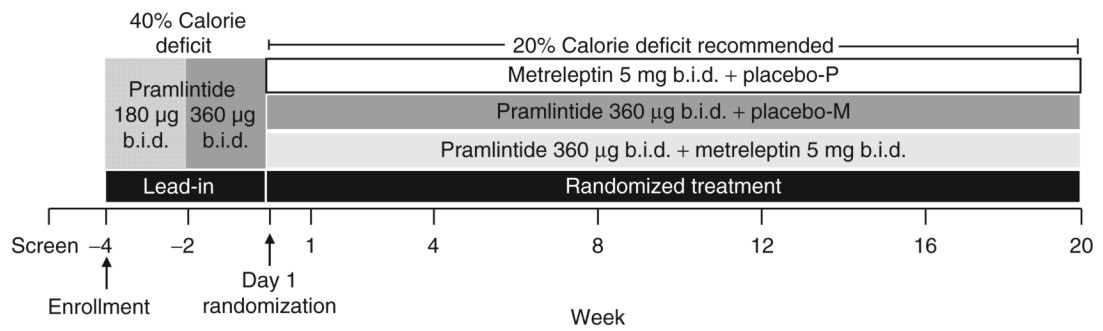 40% Calorie
deficit
20% Calorie deficit recommended
Pramlintide
180 µg
b.i.d.
360 µg
b.i.d.
Metreleptin 5 mg b.i.d. + placebo-P
Pramlintide 360 µg b.i.d. + placebo-M
Pramlintide 360 µg b.i.d. + metreleptin 5 mg b.i.d.
Lead-in
Randomized treatment
Screen –4 –2 1 4 8 12 16 20
Enrollment
Day 1
randomization
Week